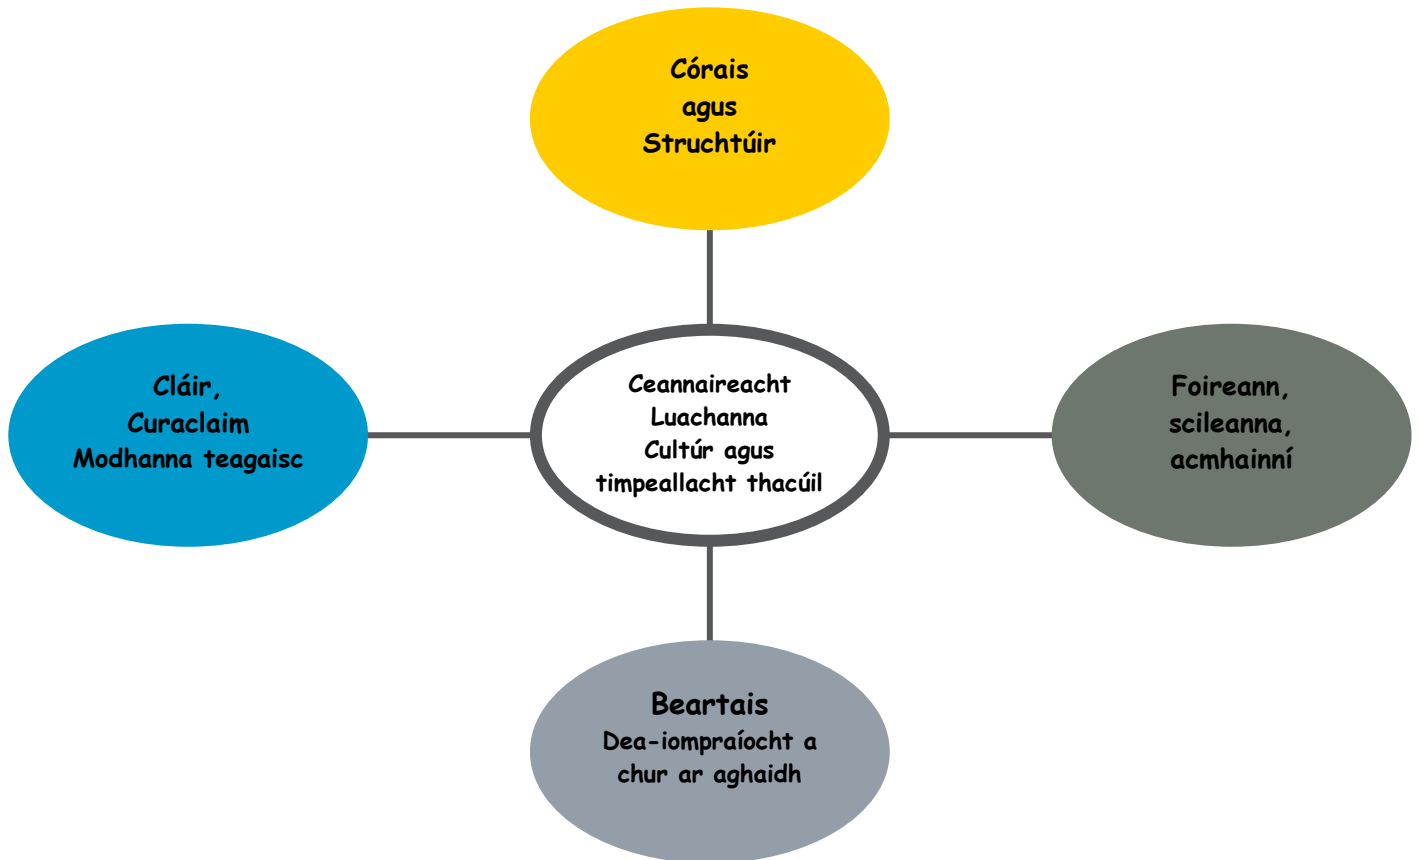 Córais
agus
Struchtúir
Cláir,
Curaclaim
Modhanna teagaisc
Ceannaireacht
Luachanna
Cultúr agus
timpeallacht thacúil
Foireann,
scileanna,
acmhainní
Beartais
Dea-iompraíocht a
chur ar aghaidh